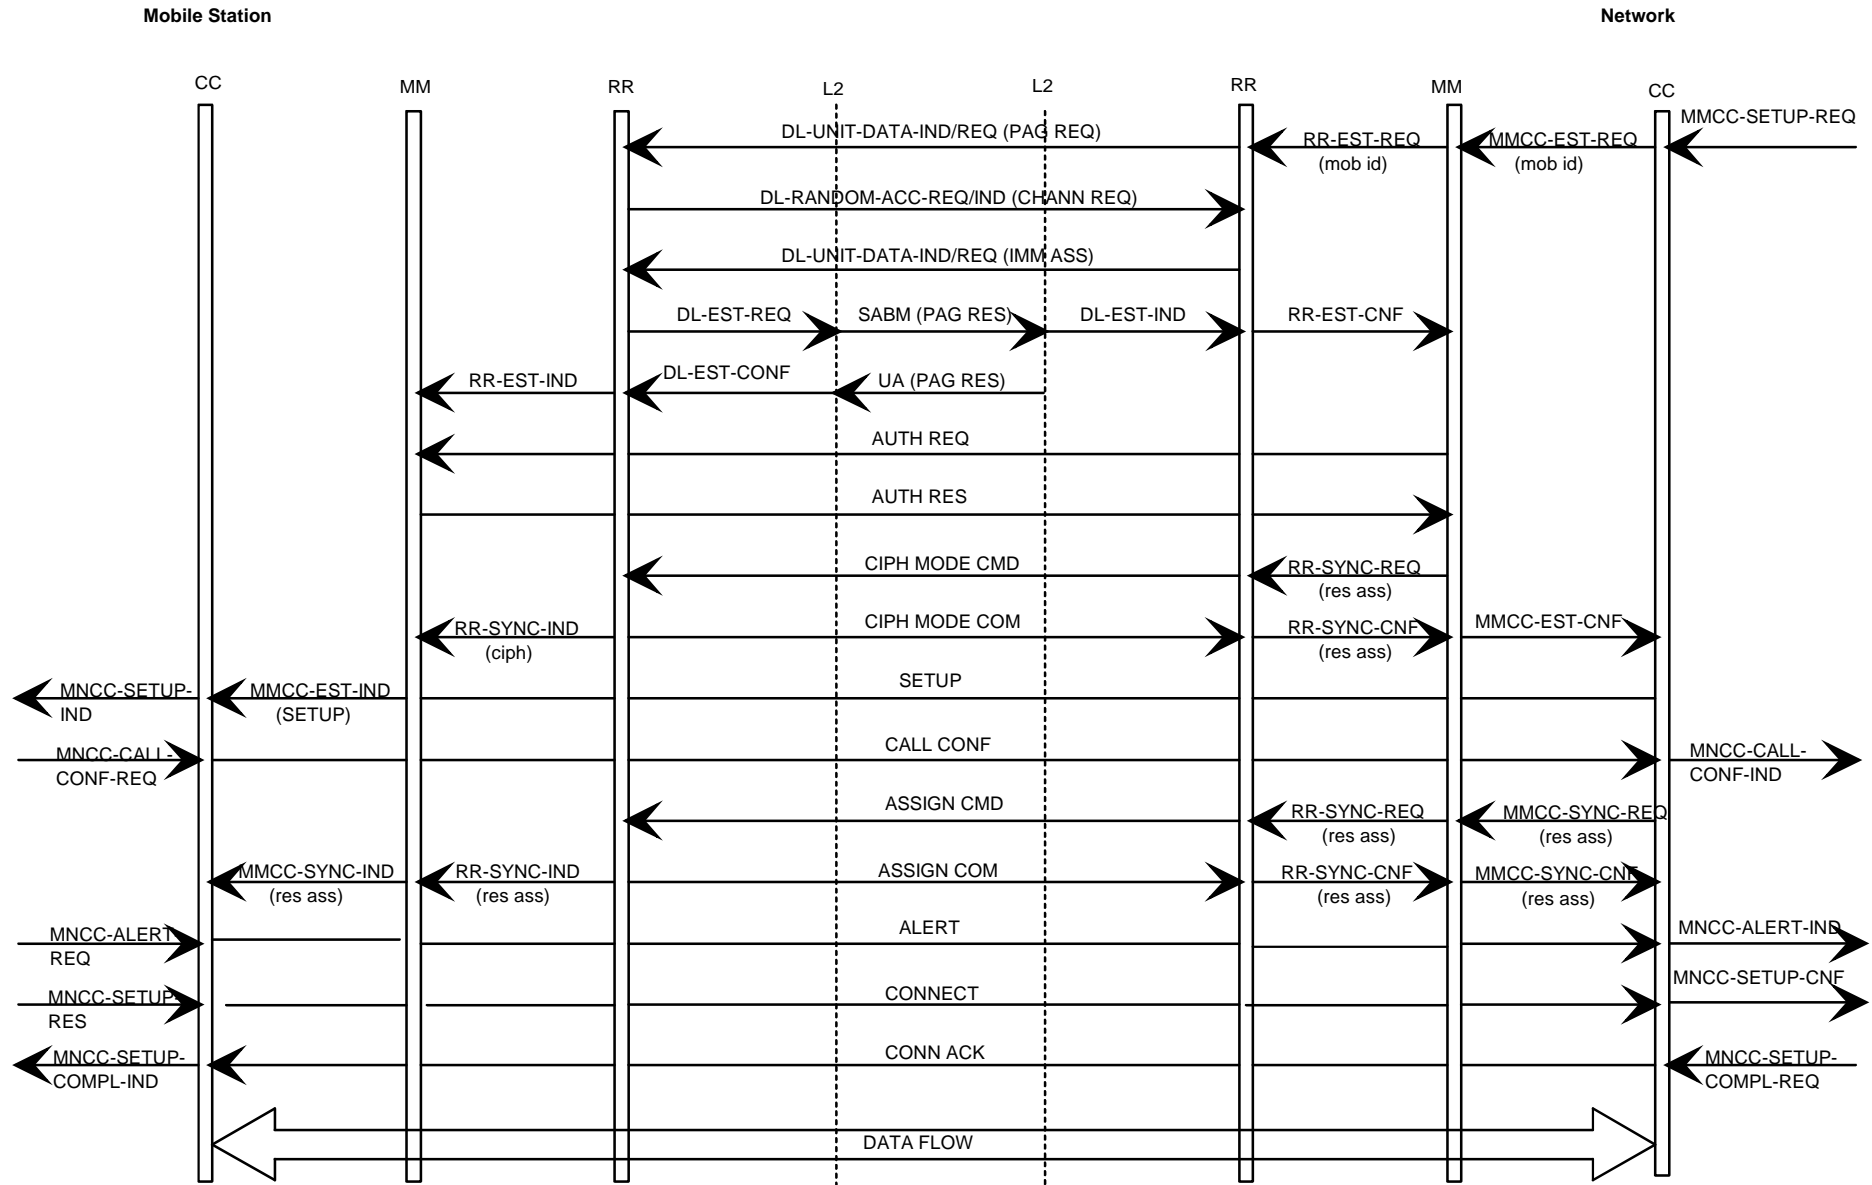 Mobile Station
Network
CC
MM
RR
L2
L2
RR
MM
CC
MMCC-SETUP-REQ
DL-UNIT-DATA-IND/REQ (PAG REQ)
RR-EST-REQ
(mob id)
MMCC-EST-REQ
(mob id)
DL-RANDOM-ACC-REQ/IND (CHANN REQ)
DL-UNIT-DATA-IND/REQ (IMM ASS)
DL-EST-REQ
SABM (PAG RES)
DL-EST-IND
RR-EST-CNF
RR-EST-IND
DL-EST-CONF
UA (PAG RES)
AUTH REQ
AUTH RES
CIPH MODE CMD
RR-SYNC-REQ
(res ass)
RR-SYNC-IND
(ciph)
CIPH MODE COM
RR-SYNC-CNF
(res ass)
MMCC-EST-CNF
MNCC-SETUP-
IND
MMCC-EST-IND
(SETUP)
SETUP
MNCC-CALL-
CONF-REQ
CALL CONF
MNCC-CALL-
CONF-IND
ASSIGN CMD
RR-SYNC-REQ
(res ass)
MMCC-SYNC-REQ
(res ass)
MMCC-SYNC-IND
(res ass)
RR-SYNC-IND
(res ass)
ASSIGN COM
RR-SYNC-CNF
(res ass)
MMCC-SYNC-CNF
(res ass)
MNCC-ALERT-
REQ
ALERT
MNCC-ALERT-IND
MNCC-SETUP-
RES
CONNECT
MNCC-SETUP-CNF
MNCC-SETUP-
COMPL-IND
CONN ACK
MNCC-SETUP-
COMPL-REQ
DATA FLOW